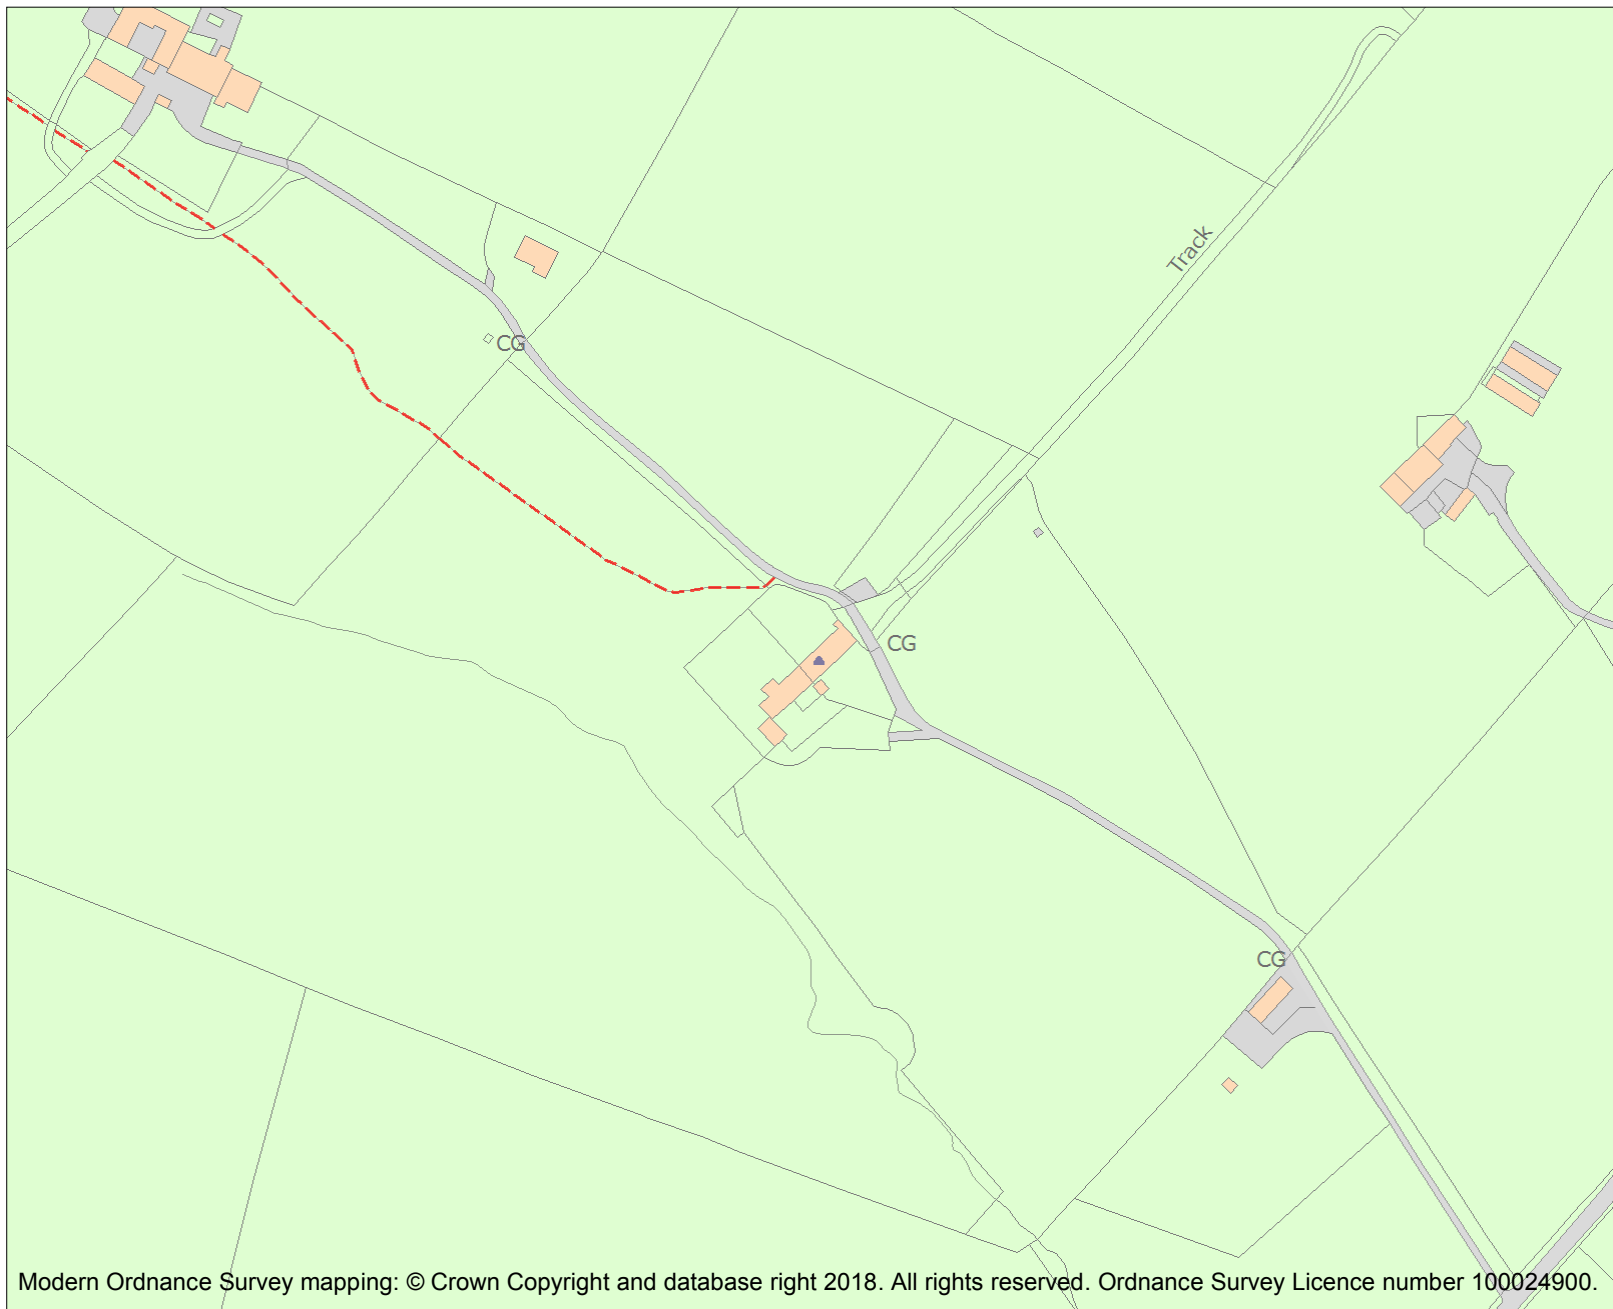 Track
CG
CG
CG
Modern Ordnance Survey mapping: © Crown Copyright and database right 2018. All rights reserved. Ordnance Survey Licence number 100024900.